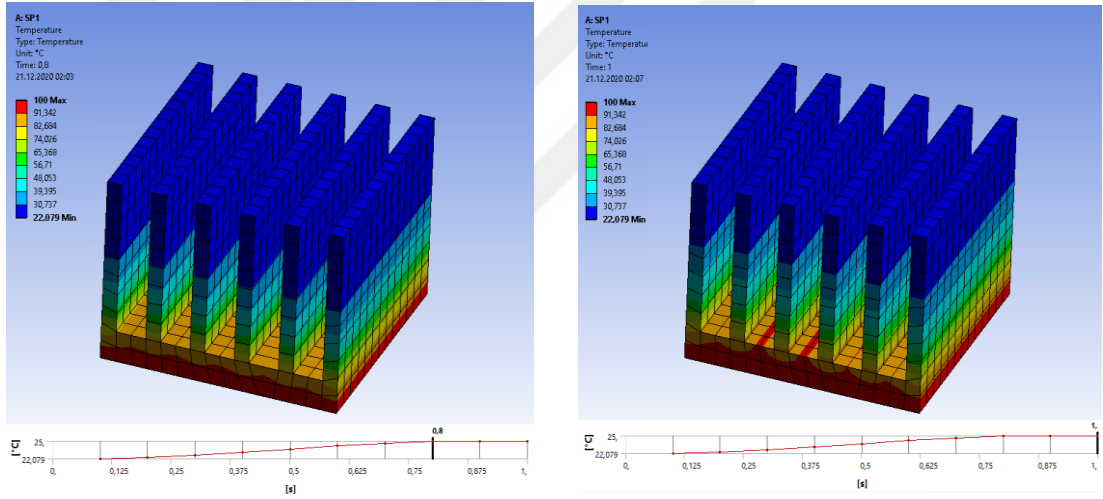 A: SP1
Temperature
Type: Temperature
Unit: °C
Time: 0,8
21.12.2020 02:03
100 Max
91,342
82,684
74,026
65,368
56,71
48,053
39,395
30,737
22,079 Min
0,8
[°C]
25,
22,079
0, 0,125 0,25 0,375 0,5 0,625 0,75 0,875 1,
[s]
A: SP1
Temperature
Type: Temperatur
Unit: °C
Time: 1
21.12.2020 02:07
100 Max
91,342
82,684
74,026
65,368
56,71
48,053
39,395
30,737
22,079 Min
1,
[°C]
25,
22,079
0, 0,125 0,25 0,375 0,5 0,625 0,75 0,875 1,
[s]